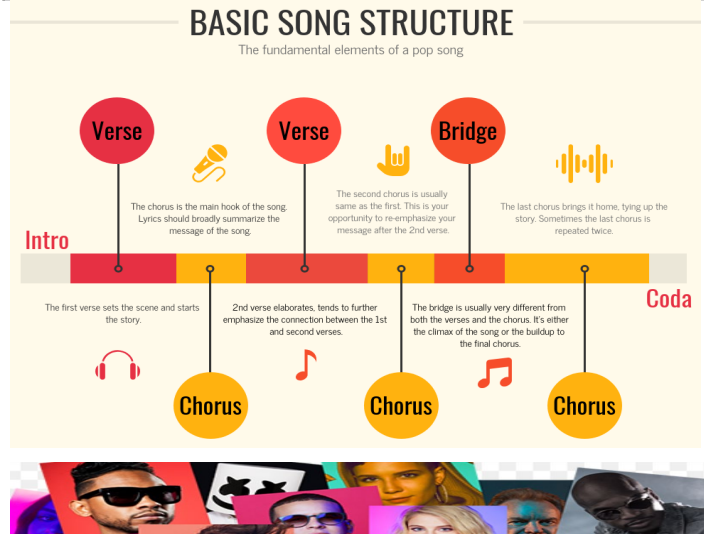 BASIC SONG STRUCTURE
The fundamental elements of a pop song
Verse
Verse
Bridge
The chorus is the main hook of the song.
Lyrics should broadly summarize the
message of the song.
The second chorus is usually
same as the first. This is your
opportunity to re-emphasize your
message after the 2nd verse.
The last chorus brings it home, tying up the
story. Sometimes the last chorus is
repeated twice.
Intro
Coda
The first verse sets the scene and starts
the story.
2nd verse elaborates, tends to further
emphasize the connection between the 1st
and second verses.
The bridge is usually very different from
both the verses and the chorus. It's either
the climax of the song or the buildup to
the final chorus.
Chorus
Chorus
Chorus